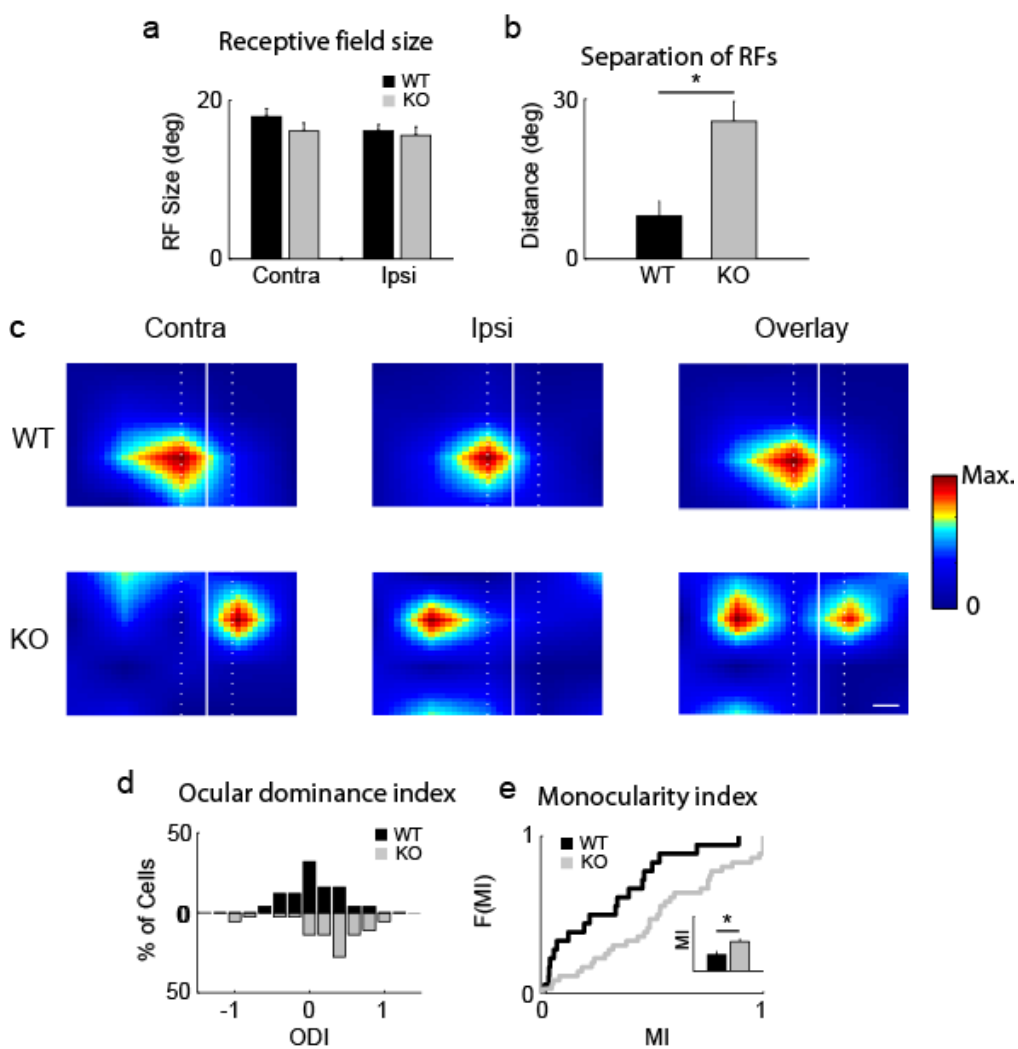 a Receptive field size
WT
KO
20
0
RF Size (deg)
Contra
Ipsi
b Separation of RFs
*
30
0
Distance (deg)
WT
KO
c Contra Ipsi Overlay
WT
KO
Max.
0
d Ocular dominance index
WT
KO
50
0
50
% of Cells
-1 0 1
ODI
e Monocularity index
WT
KO
1
0
F(MI)
MI
*
0 1
MI